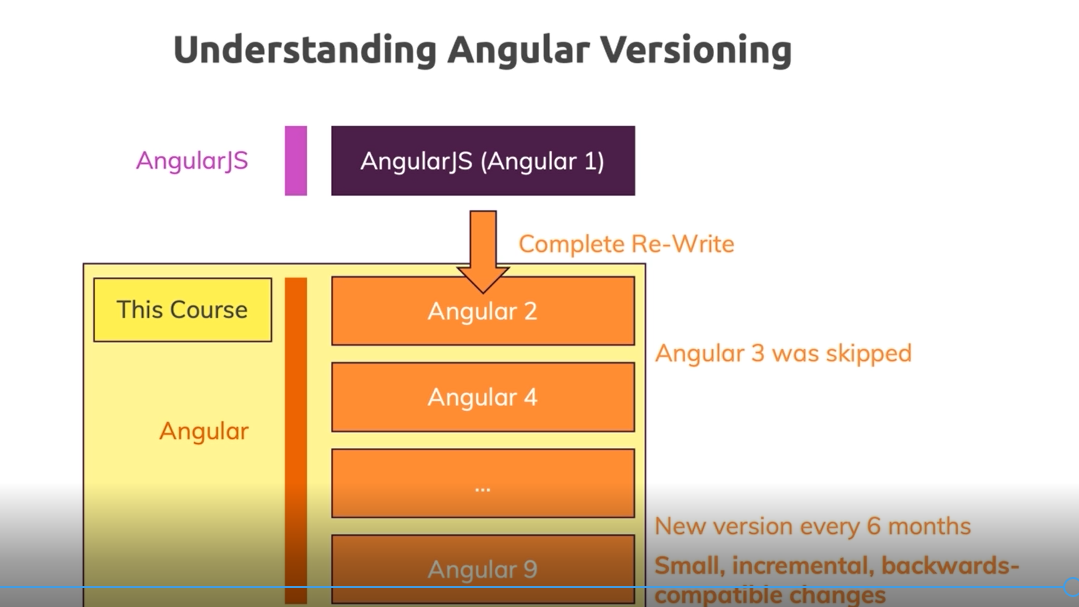 Understanding Angular Versioning
AngularJS
AngularJS (Angular 1)
Complete Re-Write
This Course
Angular 2
Angular 3 was skipped
Angular 4
Angular
...
New version every 6 months
Angular 9
Small, incremental, backwards-
compatible changes